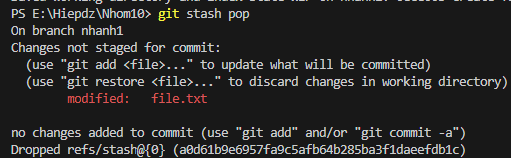 PS E:\Hiepdz\Nhom10> git stash pop
On branch nhanh1
Changes not staged for commit:
  (use "git add <file>..." to update what will be committed)
  (use "git restore <file>..." to discard changes in working directory)
        modified:   file.txt

no changes added to commit (use "git add" and/or "git commit -a")
Dropped refs/stash@{0} (a0d61b9e6957fa9c5afb64b285ba3f1daeefdb1c)